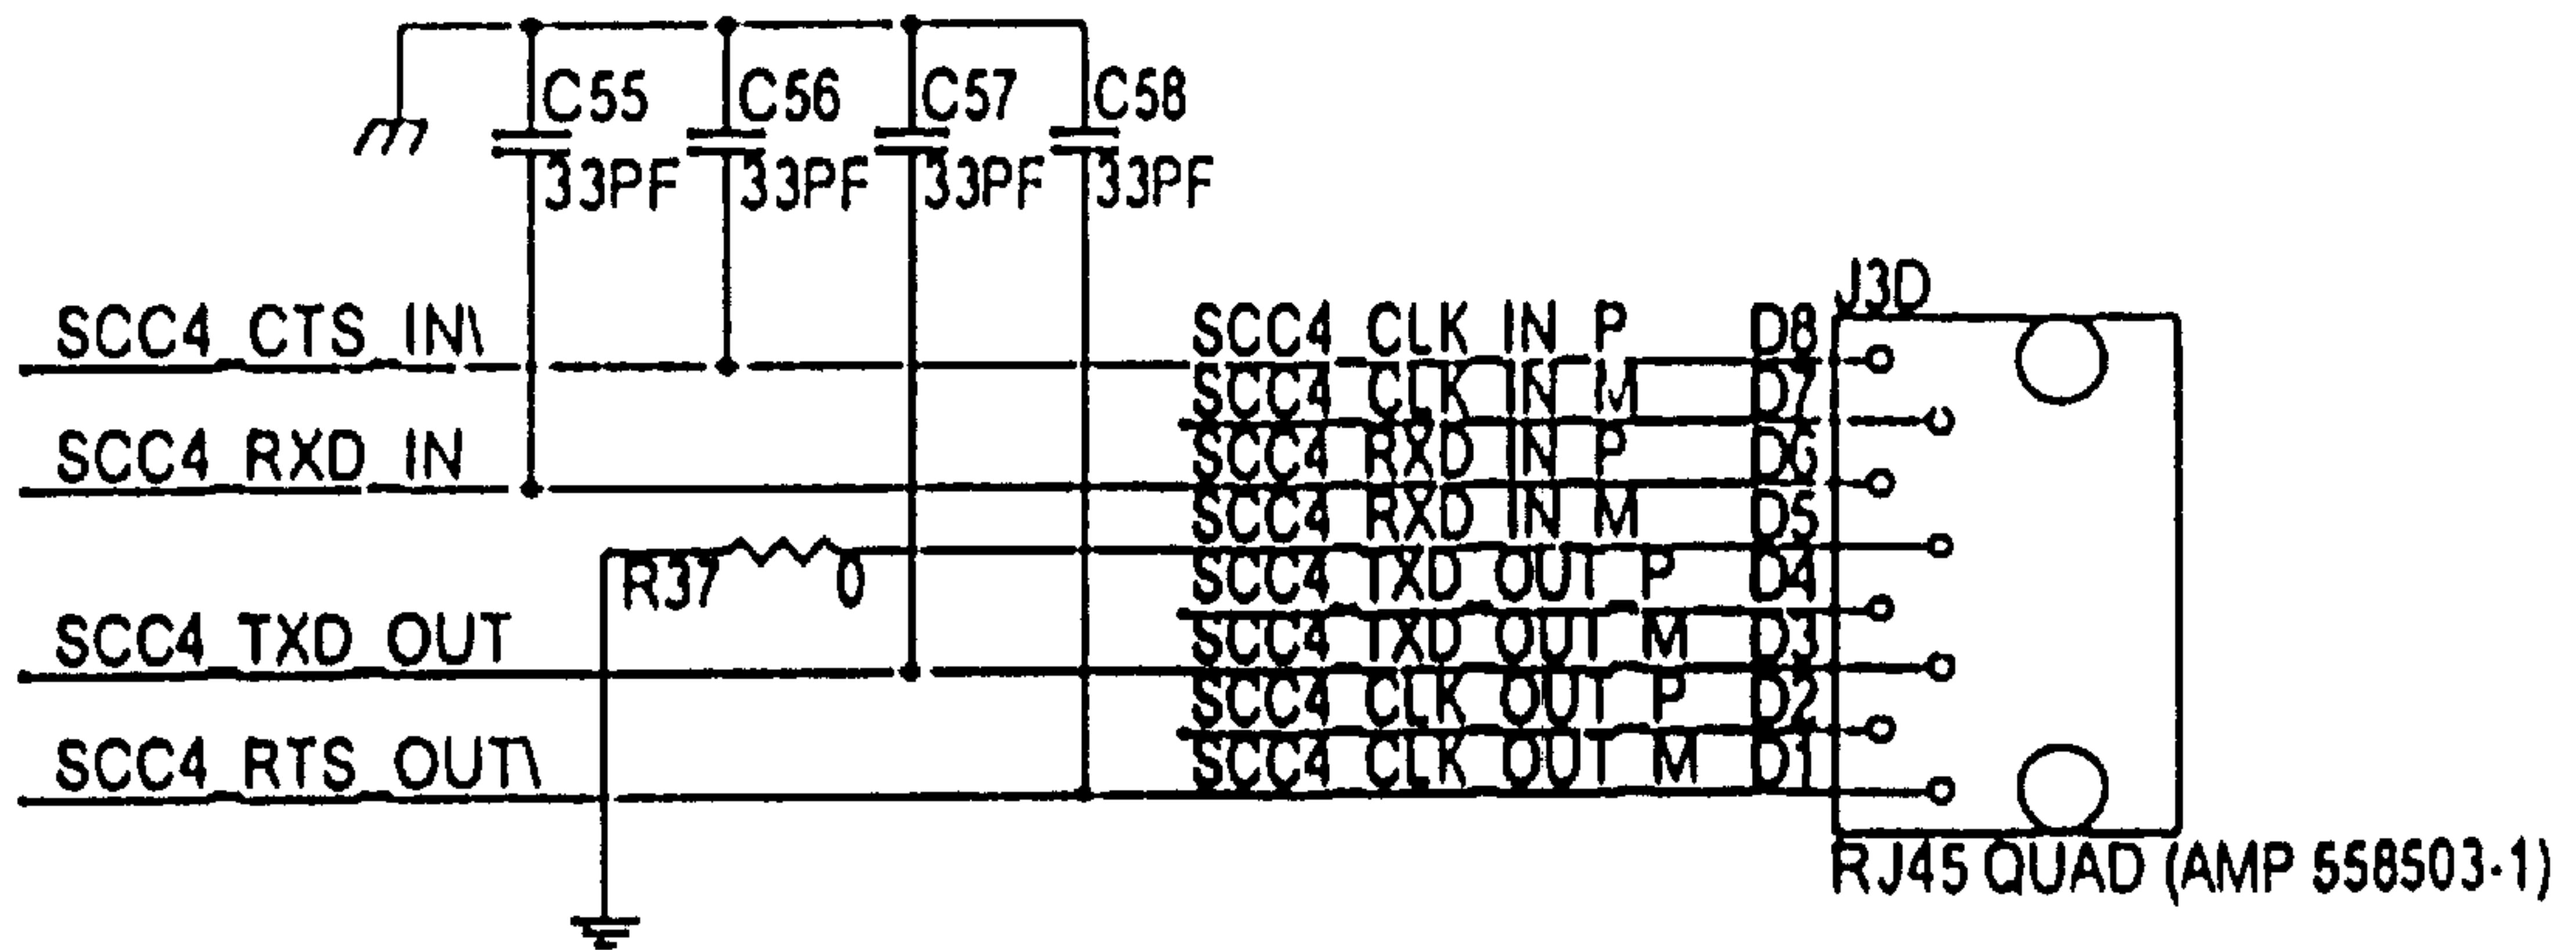 C55 C56 C57 C58
33PF 33PF 33PF 33PF
J3D
SCC4_CTS_IN\ SCC4_CLK_IN_P D8
SCC4_CLK_IN_M D7
SCC4_RXD_IN SCC4_RXD_IN_P D6
SCC4_RXD_IN_M D5
R37 0 SCC4_TXD_OUT_P D4
SCC4_TXD_OUT SCC4_TXD_OUT_M D3
SCC4_CLK_OUT_P D2
SCC4_RTS_OUT\ SCC4_CLK_OUT_M D1
RJ45 QUAD (AMP 558503-1)